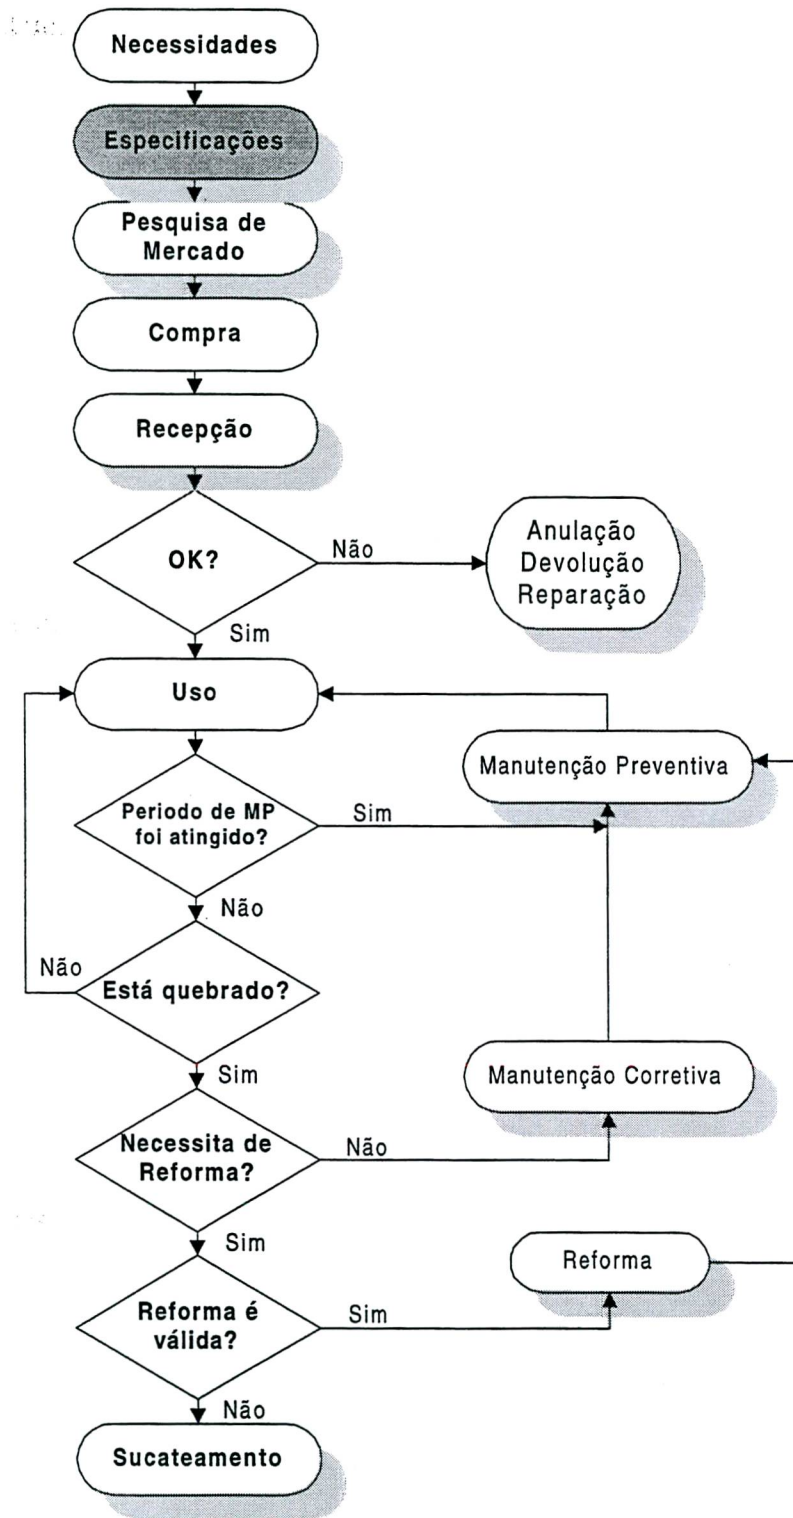 Necessidades
Especificações
Pesquisa de
Mercado
Compra
Recepção
OK?
Não
Anulação
Devolução
Reparação
Sim
Uso
Manutenção Preventiva
Periodo de MP
foi atingido?
Sim
Não
Não
Está quebrado?
Sim
Manutenção Corretiva
Necessita de
Reforma?
Não
Sim
Reforma
Reforma é
válida?
Sim
Não
Sucateamento